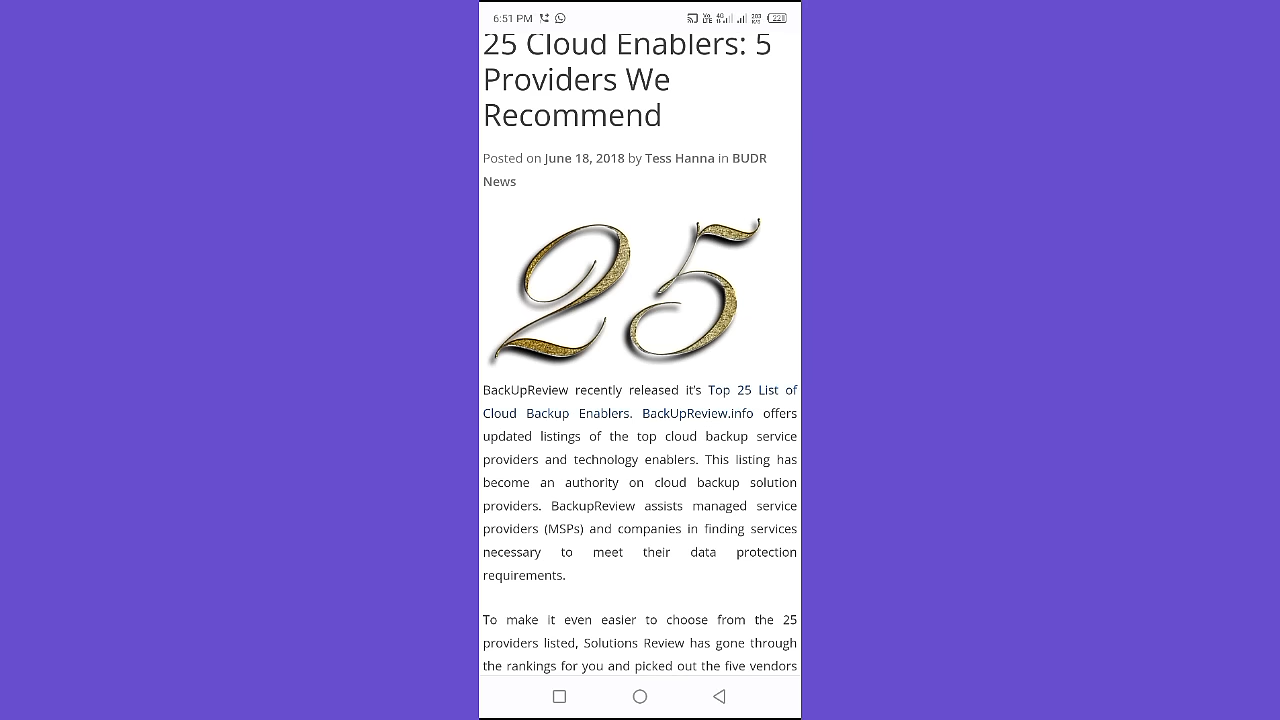 6:51 PM
25 Cloud Enablers: 5
Providers We
Recommend
Posted on June 18, 2018 by Tess Hanna in BUDR
News
25
BackUpReview recently released it's Top 25 List of
Cloud Backup Enablers. BackUpReview.info offers
updated listings of the top cloud backup service
providers and technology enablers. This listing has
become an authority on cloud backup solution
providers. BackupReview assists managed service
providers (MSPs) and companies in finding services
necessary to meet their data protection
requirements.
To make it even easier to choose from the 25
providers listed, Solutions Review has gone through
the rankings for you and picked out the five vendors